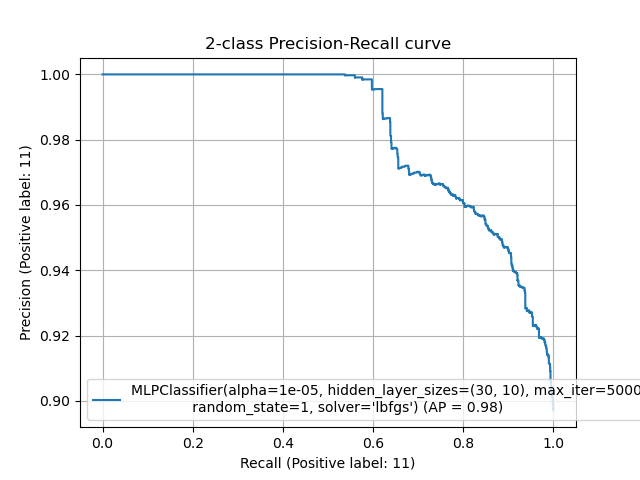 2-class Precision-Recall curve
1.00
0.98
0.96
0.94
0.92
0.90
Precision (Positive label: 11)
MLPClassifier(alpha=1e-05, hidden_layer_sizes=(30, 10), max_iter=5000
random_state=1, solver='lbfgs') (AP = 0.98)
0.0 0.2 0.4 0.6 0.8 1.0
Recall (Positive label: 11)